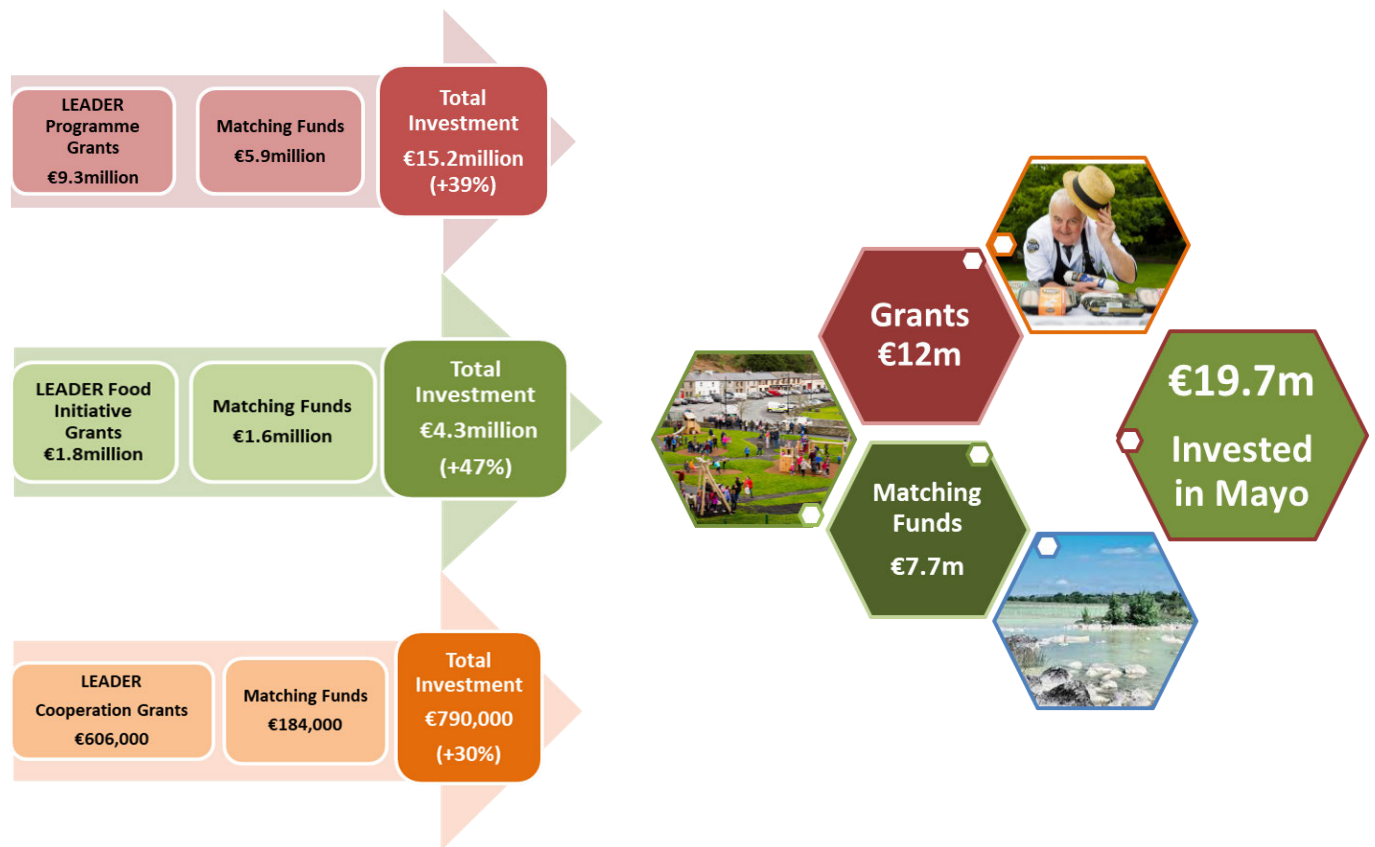 LEADER
Programme
Grants
€9.3million
Matching Funds
€5.9million
Total
Investment
€15.2million
(+39%)
LEADER Food
Initiative
Grants
€1.8million
Matching Funds
€1.6million
Total
Investment
€4.3million
(+47%)
LEADER
Cooperation Grants
€606,000
Matching Funds
€184,000
Total
Investment
€790,000
(+30%)
Grants
€12m
Matching
Funds
€7.7m
€19.7m
Invested
in Mayo